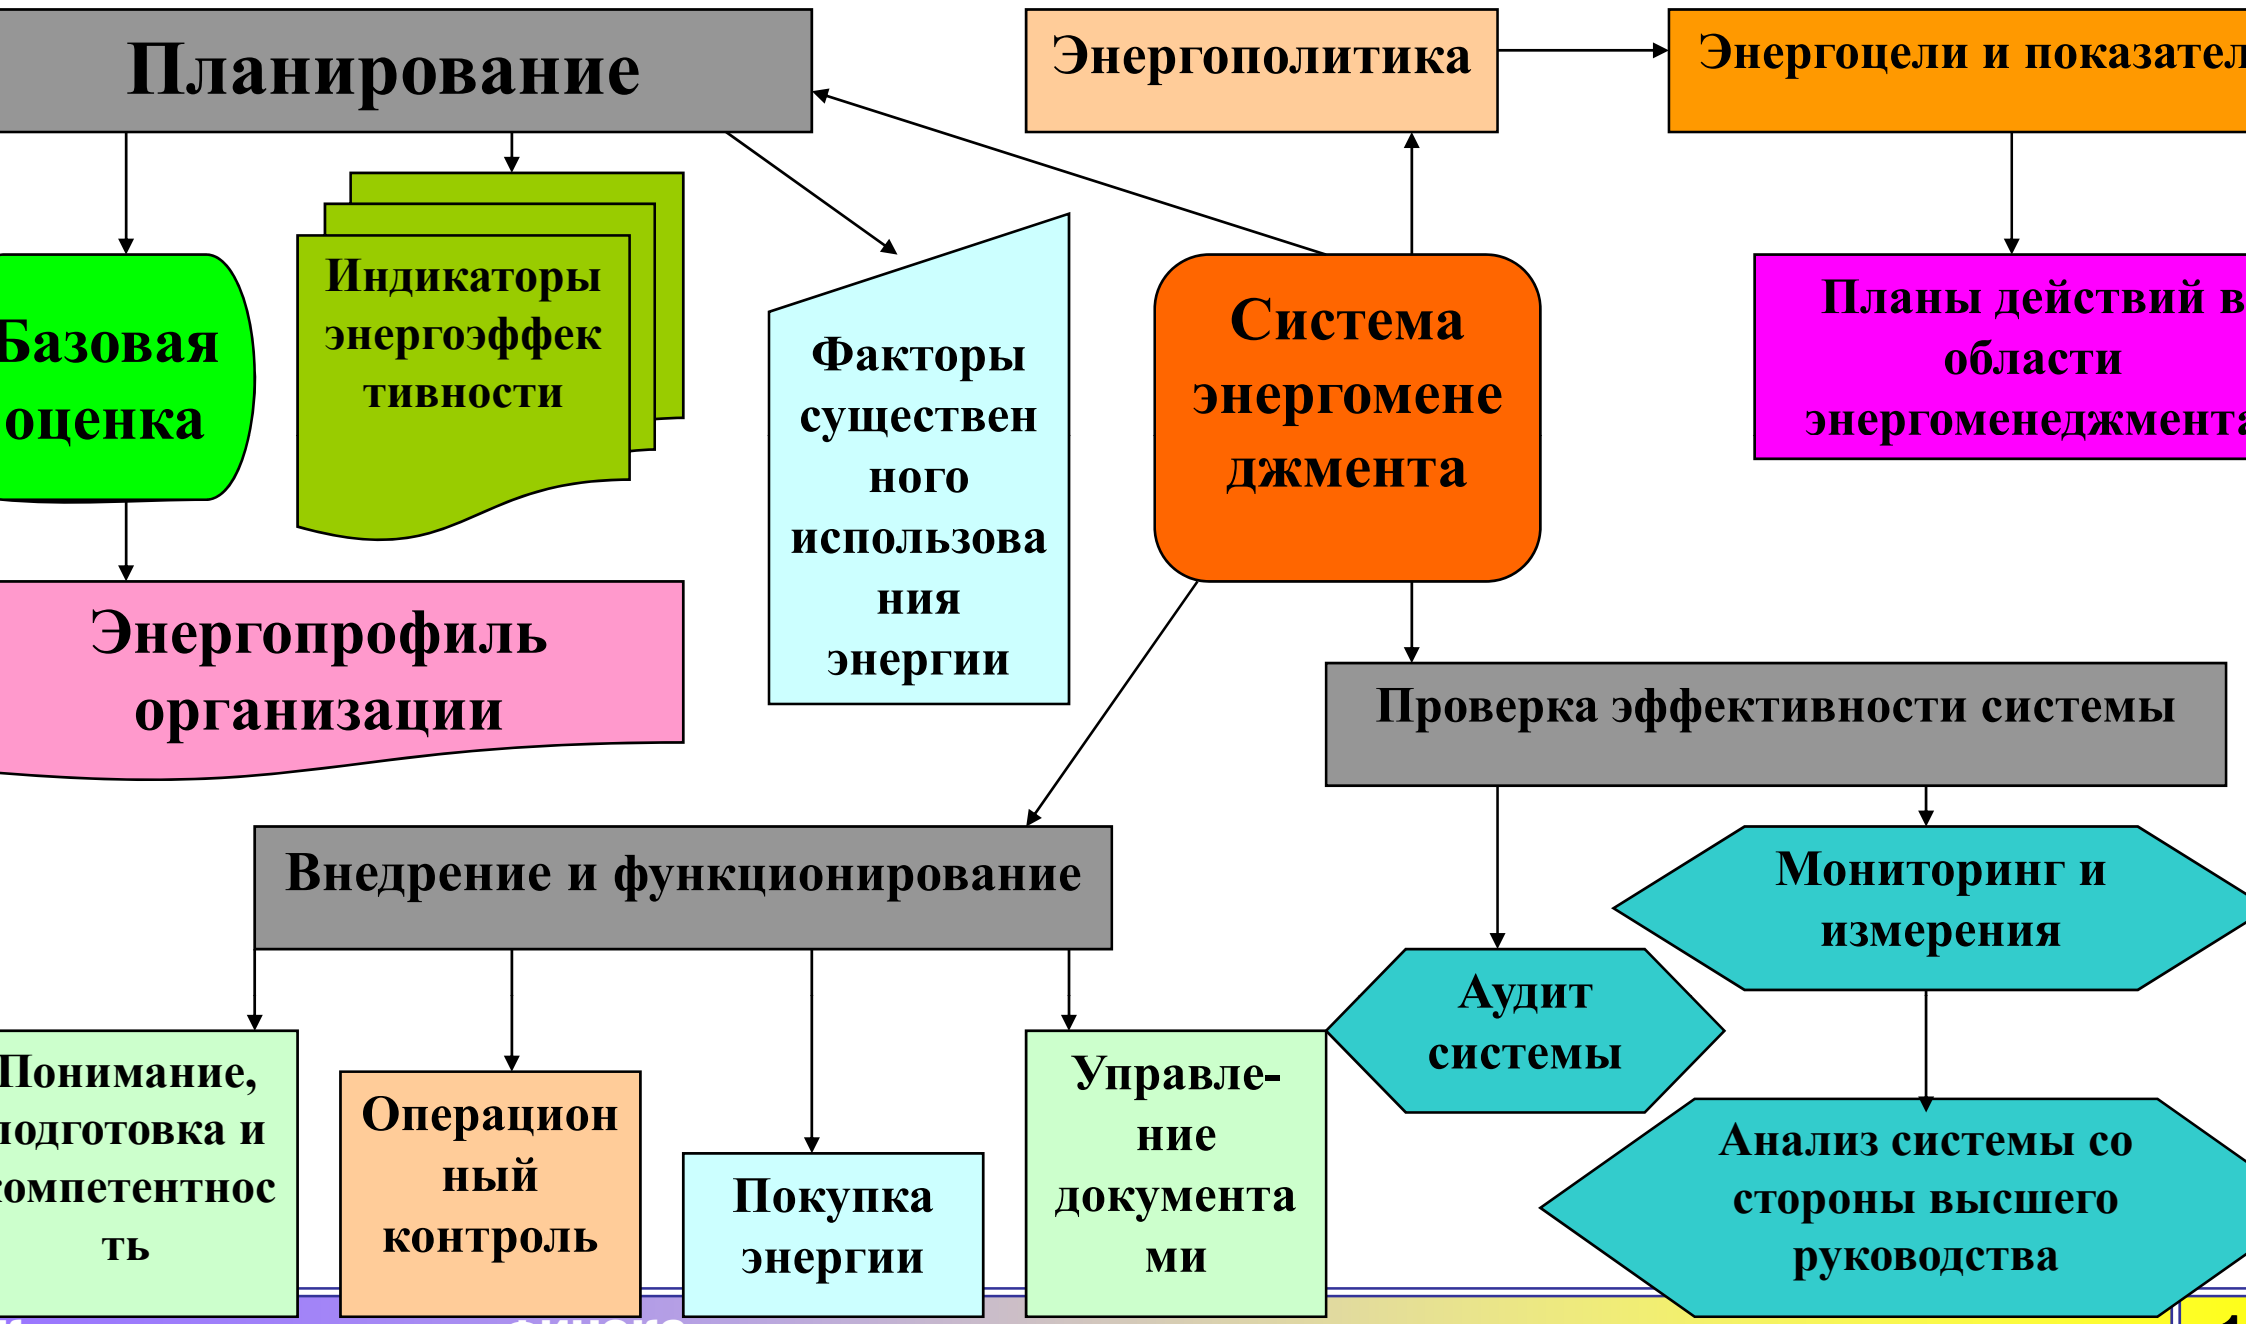 Планирование
Энергополитика
Энергоцели и показател
Базовая
оценка
Индикаторы
энергоэффек
тивности
Факторы
существен
ного
использова
ния
энергии
Система
энергомене
джмента
Планы действий в
области
энергоменеджмента
Энергопрофиль
организации
Проверка эффективности системы
Внедрение и функционирование
Мониторинг и
измерения
Аудит
системы
Понимание,
подготовка и
компетентнос
ть
Операцион
ный
контроль
Покупка
энергии
Управле-
ние
документа
ми
Анализ системы со
стороны высшего
руководства